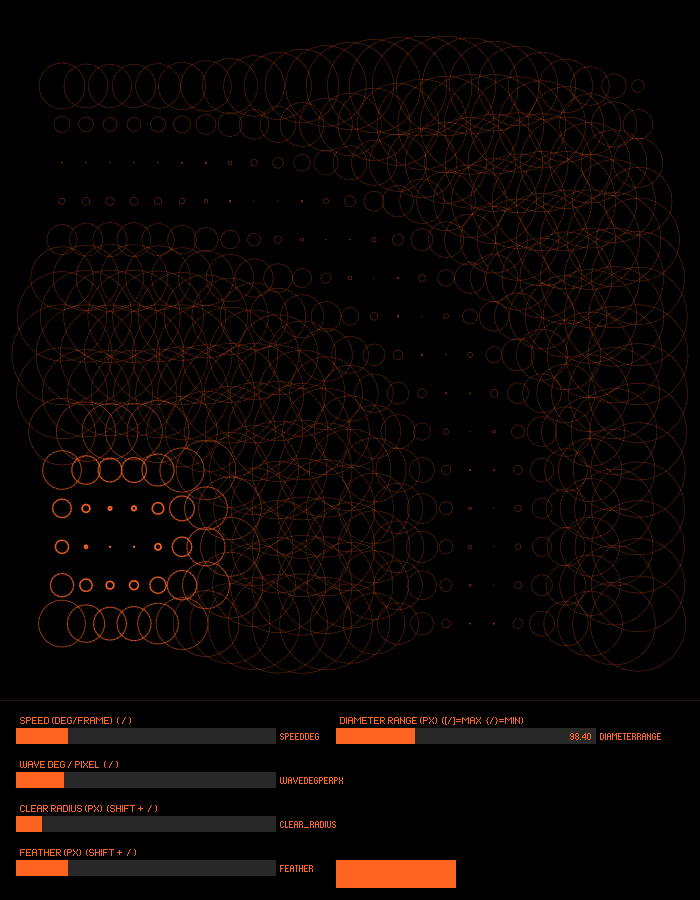 SPEED (DEG/FRAME) ( / )
SPEEDDEG
DIAMETER RANGE (PX) ([/]=MAX {/}=MIN)
98.40
DIAMETERRANGE
WAVE DEG / PIXEL ( / )
WAVEDEGPERPX
CLEAR RADIUS (PX) (SHIFT + / )
CLEAR_RADIUS
FEATHER (PX) (SHIFT + / )
FEATHER